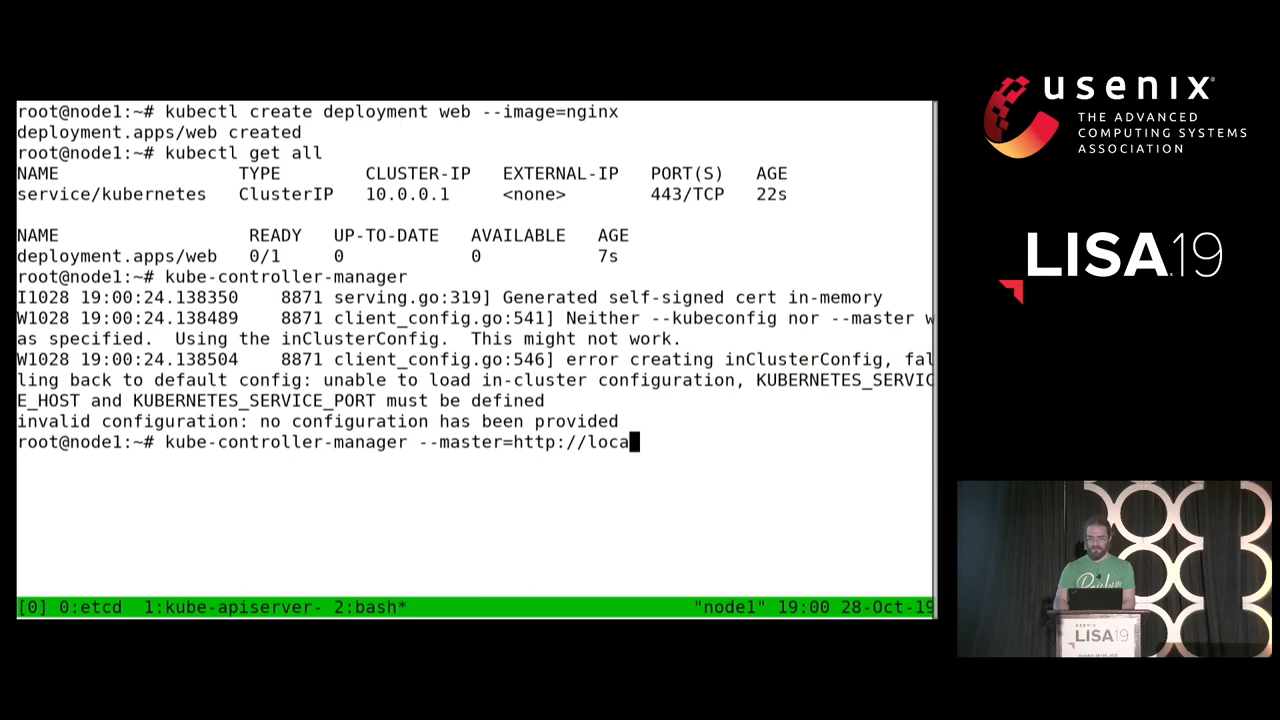 root@node1:~# kubectl create deployment web --image=nginx
deployment.apps/web created
root@node1:~# kubectl get all
NAME TYPE CLUSTER-IP EXTERNAL-IP PORT(S) AGE
service/kubernetes ClusterIP 10.0.0.1 <none> 443/TCP 22s
NAME READY UP-TO-DATE AVAILABLE AGE
deployment.apps/web 0/1 0 0 7s
root@node1:~# kube-controller-manager
I1028 19:00:24.138350 8871 serving.go:319] Generated self-signed cert in-memory
W1028 19:00:24.138489 8871 client_config.go:541] Neither --kubeconfig nor --master w
as specified. Using the inClusterConfig. This might not work.
W1028 19:00:24.138504 8871 client_config.go:546] error creating inClusterConfig, fal
ling back to default config: unable to load in-cluster configuration, KUBERNETES_SERVIC
E_HOST and KUBERNETES_SERVICE_PORT must be defined
invalid configuration: no configuration has been provided
root@node1:~# kube-controller-manager --master=http://loca
[0] 0:etcd 1:kube-apiserver- 2:bash* "node1" 19:00 28-Oct-19
usenix
THE ADVANCED
COMPUTING SYSTEMS
ASSOCIATION
LISA.19
usenix
LISA19